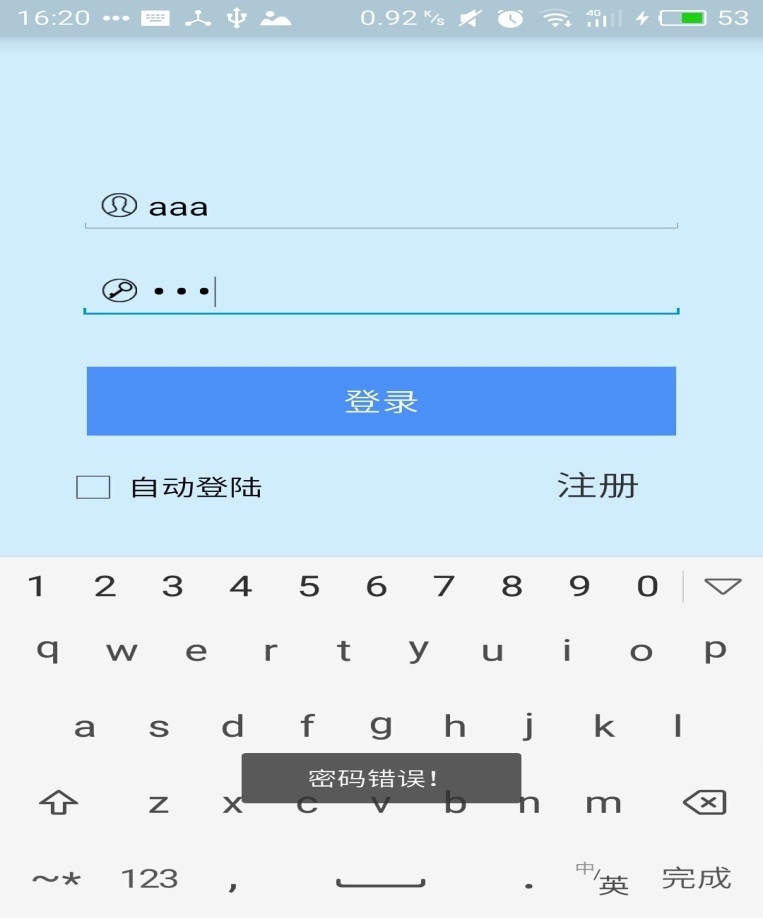 16:20 ••• 0.92 K/s 4G 53
aaa
•••
登录
自动登陆 注册
1 2 3 4 5 6 7 8 9 0
q w e r t y u i o p
a s d f g h j k l
密码错误!
z x c v b n m
~* 123 , . 中/英 完成